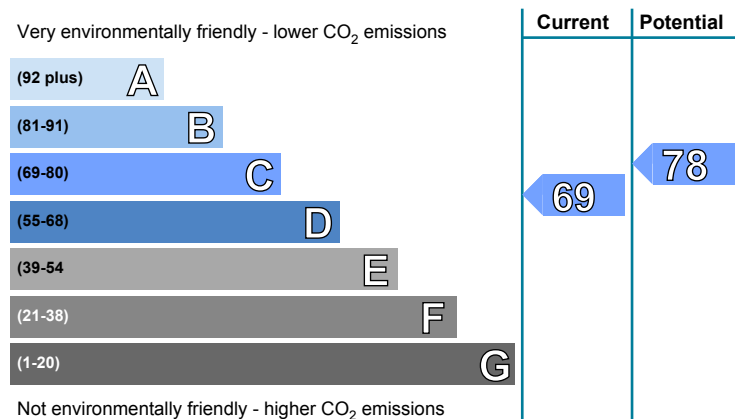 Very environmentally friendly - lower CO₂ emissions
Current
Potential
(92 plus) A
(81-91) B
(69-80) C
(55-68) D
(39-54 E
(21-38) F
(1-20) G
69
78
Not environmentally friendly - higher CO₂ emissions